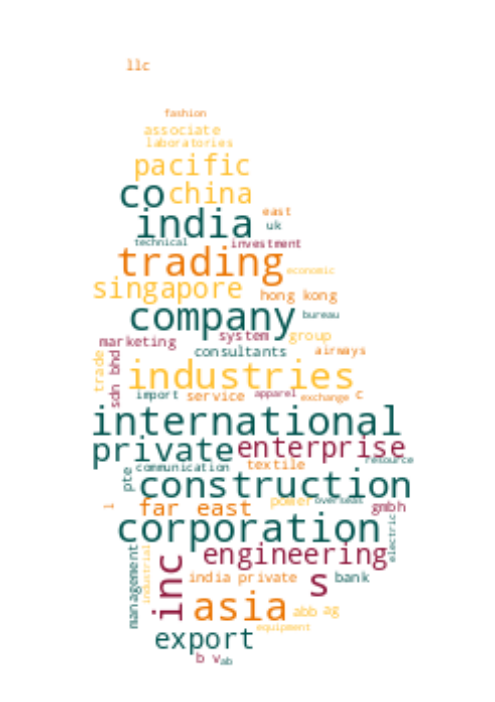 llc
fashion
associate
laboratories
pacific
co china
india east
uk
technical investment
trading economic
singapore hong kong
company bureau
marketing system group
consultants airways
trade
sdn bhd
industries
import service apparel exchange c
international
private enterprise
communication textile resource
pte construction
l far east power overseas gmbh
corporation electric
management industrial inc engineering
india private s bank
asia abb ag
equipment
export
b v ab